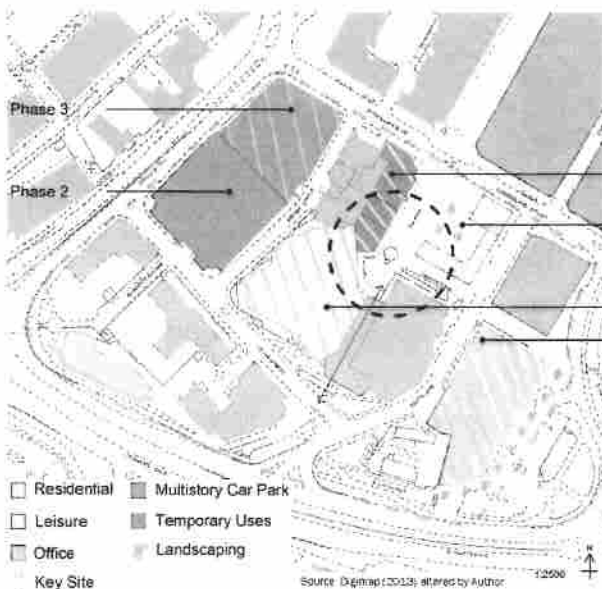 Phase 3
Phase 2
Residential
Multistory Car Park
Leisure
Temporary Uses
Office
Landscaping
Key Site
Source: Digimap (2013) altered by Author
1:2500
N